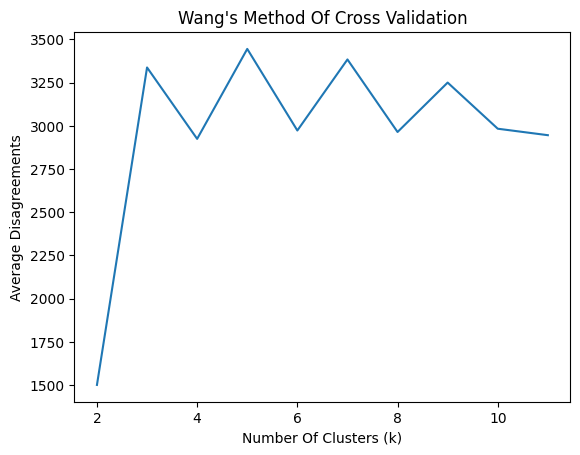 Wang's Method Of Cross Validation
3500
3250
3000
2750
2500
2250
2000
1750
1500
Average Disagreements
2 4 6 8 10
Number Of Clusters (k)